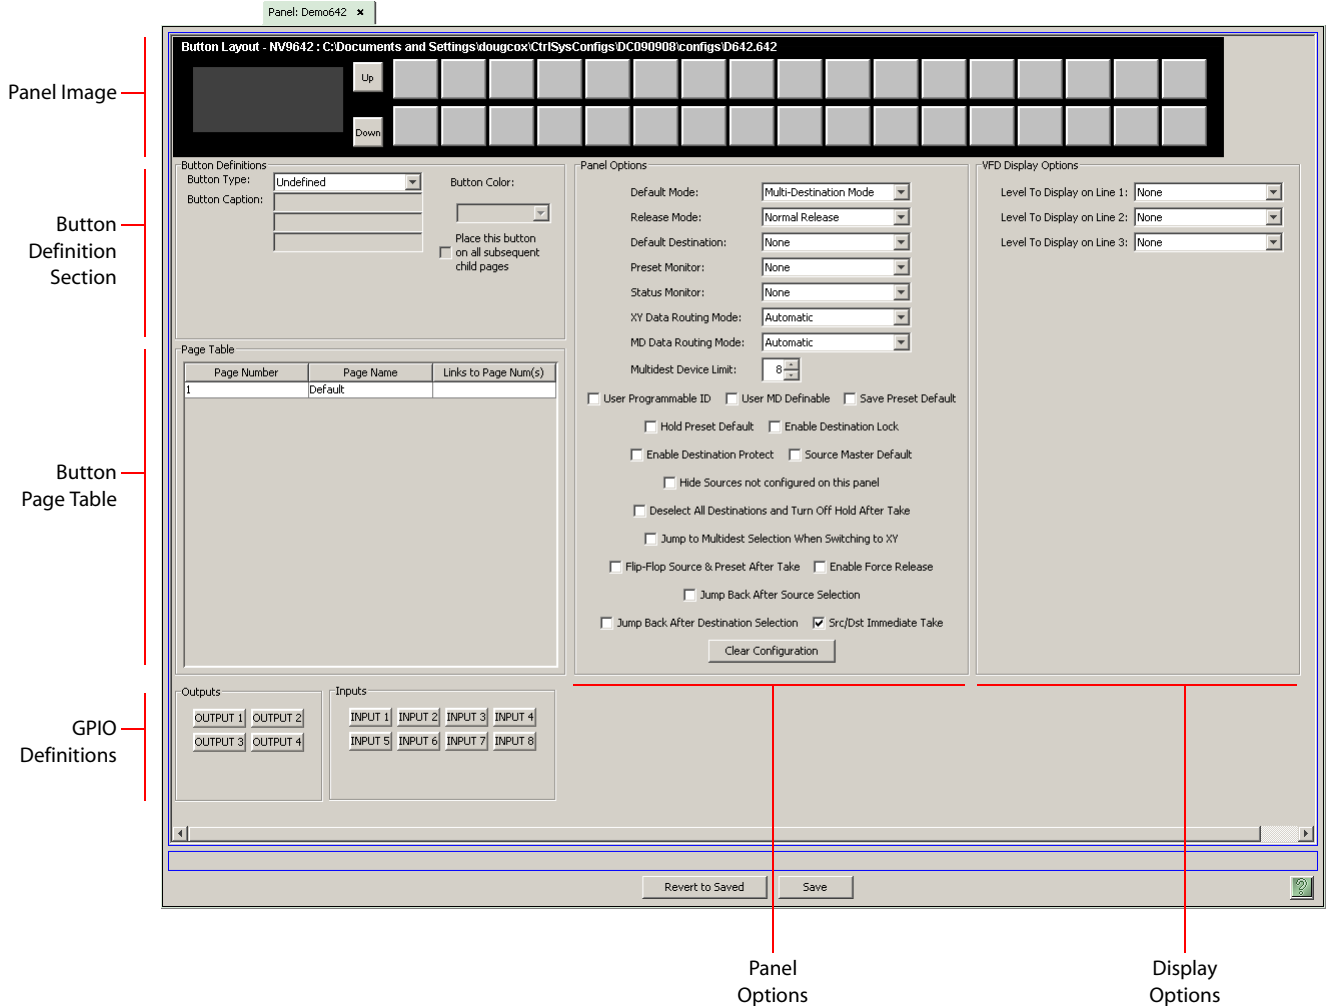 Panel: Demo642 ×
Button Layout - NV9642 : C:\Documents and Settings\dougcox\CtrlSysConfigs\DC090908\configs\D642.642
Up
Down
Panel Image
Button Definitions
Button Type: Undefined
Button Caption:
Button Color:
Place this button
on all subsequent
child pages
Button
Definition
Section
Page Table
Page Number Page Name Links to Page Num(s)
1 Default
Button
Page Table
Panel Options
Default Mode: Multi-Destination Mode
Release Mode: Normal Release
Default Destination: None
Preset Monitor: None
Status Monitor: None
XY Data Routing Mode: Automatic
MD Data Routing Mode: Automatic
Multidest Device Limit: 8
User Programmable ID User MD Definable Save Preset Default
Hold Preset Default Enable Destination Lock
Enable Destination Protect Source Master Default
Hide Sources not configured on this panel
Deselect All Destinations and Turn Off Hold After Take
Jump to Multidest Selection When Switching to XY
Flip-Flop Source & Preset After Take Enable Force Release
Jump Back After Source Selection
Jump Back After Destination Selection Src/Dst Immediate Take
Clear Configuration
VFD Display Options
Level To Display on Line 1: None
Level To Display on Line 2: None
Level To Display on Line 3: None
Outputs
OUTPUT 1 OUTPUT 2
OUTPUT 3 OUTPUT 4
Inputs
INPUT 1 INPUT 2 INPUT 3 INPUT 4
INPUT 5 INPUT 6 INPUT 7 INPUT 8
GPIO
Definitions
Revert to Saved Save ?
Panel
Options
Display
Options